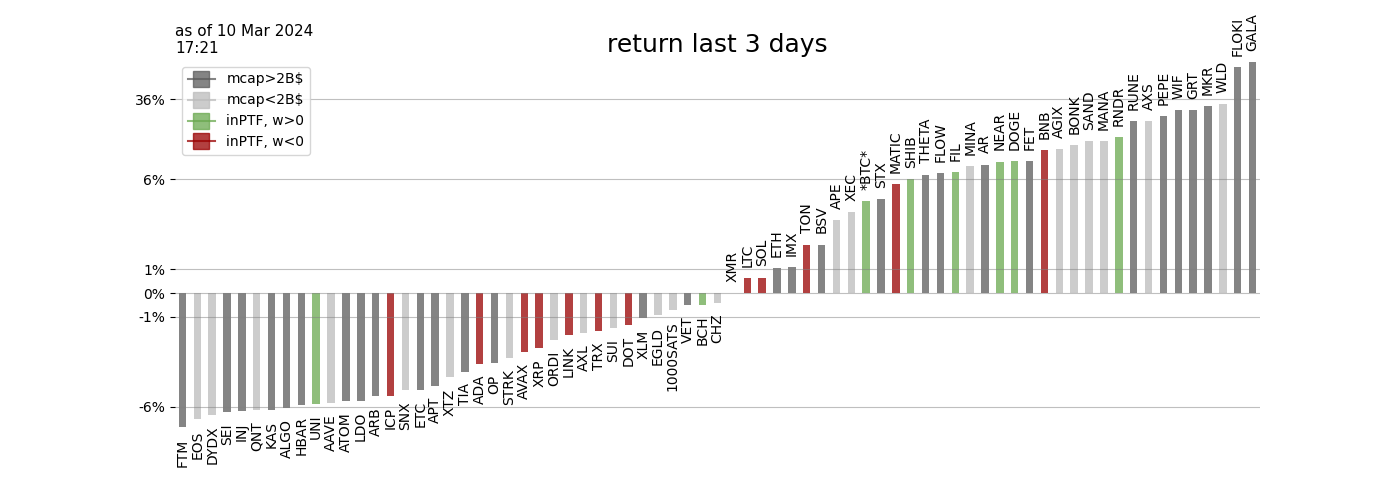 as of 10 Mar 2024
17:21
return last 3 days
mcap>2B$
mcap<2B$
inPTF, w>0
inPTF, w<0
36%
6%
1%
0%
-1%
-6%
FTM
EOS
DYDX
SEI
INJ
QNT
KAS
ALGO
HBAR
UNI
AAVE
ATOM
LDO
ARB
ICP
SNX
ETC
APT
XTZ
TIA
ADA
OP
STRK
AVAX
XRP
ORDI
LINK
AXL
TRX
SUI
DOT
XLM
EGLD
1000SATS
VET
BCH
CHZ
XMR
LTC
SOL
ETH
IMX
TON
BSV
APE
XEC
*BTC*
STX
MATIC
SHIB
THETA
FLOW
FIL
MINA
AR
NEAR
DOGE
FET
BNB
AGIX
BONK
SAND
MANA
RNDR
RUNE
AXS
PEPE
WIF
GRT
MKR
WLD
FLOKI
GALA